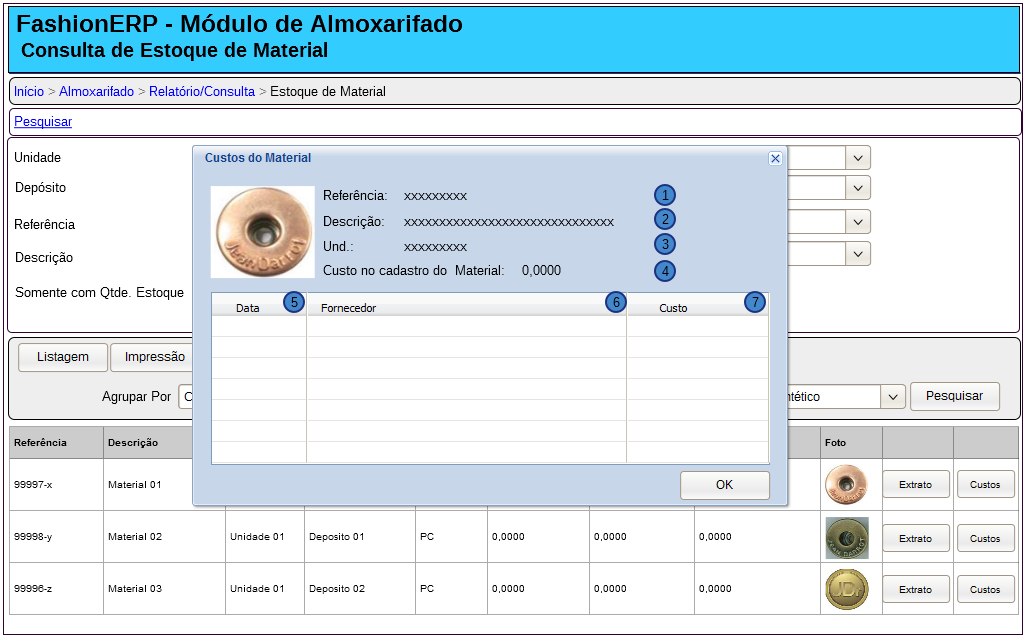 FashionERP - Módulo de Almoxarifado
Consulta de Estoque de Material
Início > Almoxarifado > Relatório/Consulta > Estoque de Material
Pesquisar
Unidade
Depósito
Referência
Descrição
Somente com Qtde. Estoque
Custos do Material
Referência: xxxxxxxxx 1
Descrição: xxxxxxxxxxxxxxxxxxxxxxxxxxxxxx 2
Und.: xxxxxxxxx 3
Custo no cadastro do Material: 0,0000 4
Data 5 Fornecedor 6 Custo 7
OK
Listagem Impressão
Agrupar Por C ntético Pesquisar
Referência Descrição Foto
99997-x Material 01 Extrato Custos
99998-y Material 02 Unidade 01 Deposito 01 PC 0,0000 0,0000 0,0000 Extrato Custos
99996-z Material 03 Unidade 01 Deposito 02 PC 0,0000 0,0000 0,0000 JDr Extrato Custos